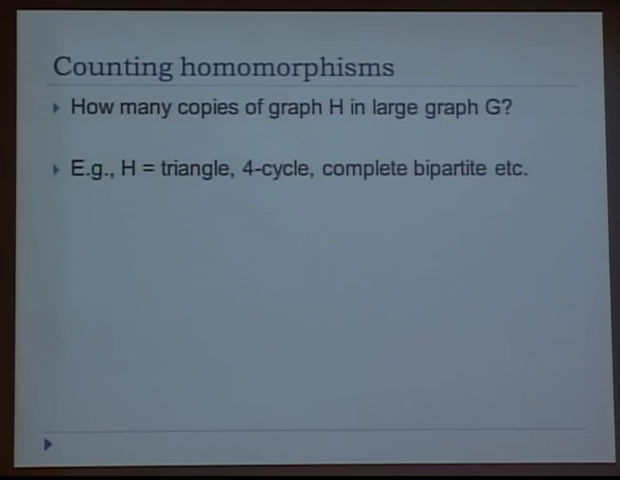 Counting homomorphisms
How many copies of graph H in large graph G?
E.g., H = triangle, 4-cycle, complete bipartite etc.